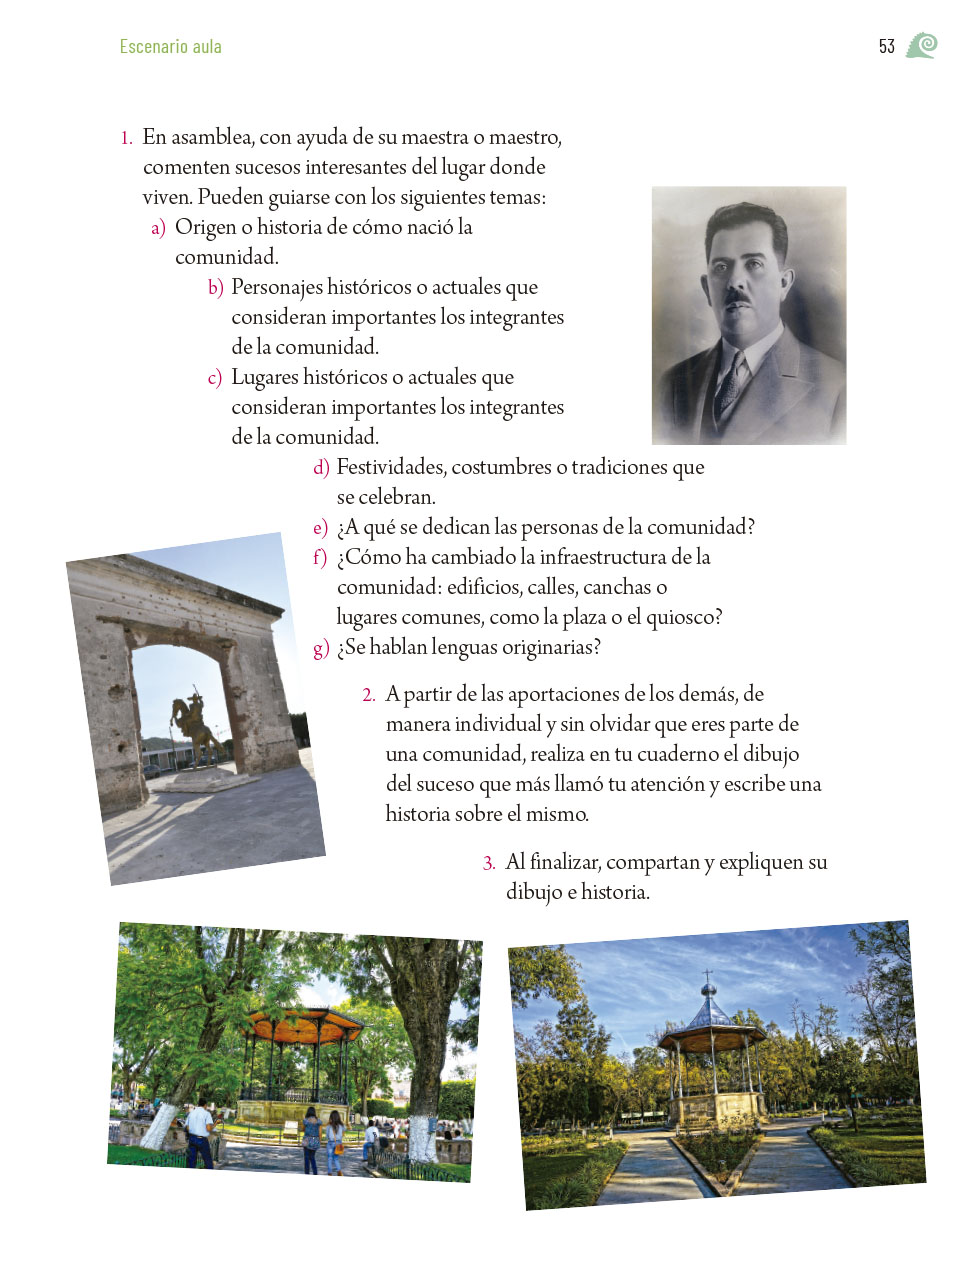 Escenario aula
53
1. En asamblea, con ayuda de su maestra o maestro,
comenten sucesos interesantes del lugar donde
viven. Pueden guiarse con los siguientes temas:
a) Origen o historia de cómo nació la
comunidad.
b) Personajes históricos o actuales que
consideran importantes los integrantes
de la comunidad.
c) Lugares históricos o actuales que
consideran importantes los integrantes
de la comunidad.
d) Festividades, costumbres o tradiciones que
se celebran.
e) ¿A qué se dedican las personas de la comunidad?
f) ¿Cómo ha cambiado la infraestructura de la
comunidad: edificios, calles, canchas o
lugares comunes, como la plaza o el quiosco?
g) ¿Se hablan lenguas originarias?
2. A partir de las aportaciones de los demás, de
manera individual y sin olvidar que eres parte de
una comunidad, realiza en tu cuaderno el dibujo
del suceso que más llamó tu atención y escribe una
historia sobre el mismo.
3. Al finalizar, compartan y expliquen su
dibujo e historia.